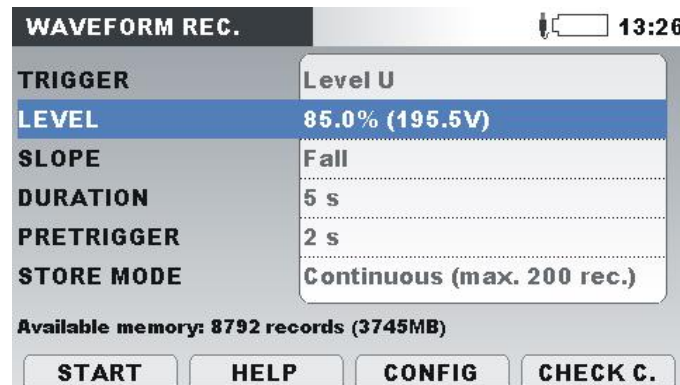 WAVEFORM REC. 13:26
TRIGGER Level U
LEVEL 85.0% (195.5V)
SLOPE Fall
DURATION 5 s
PRETRIGGER 2 s
STORE MODE Continuous (max. 200 rec.)
Available memory: 8792 records (3745MB)
START HELP CONFIG CHECK C.